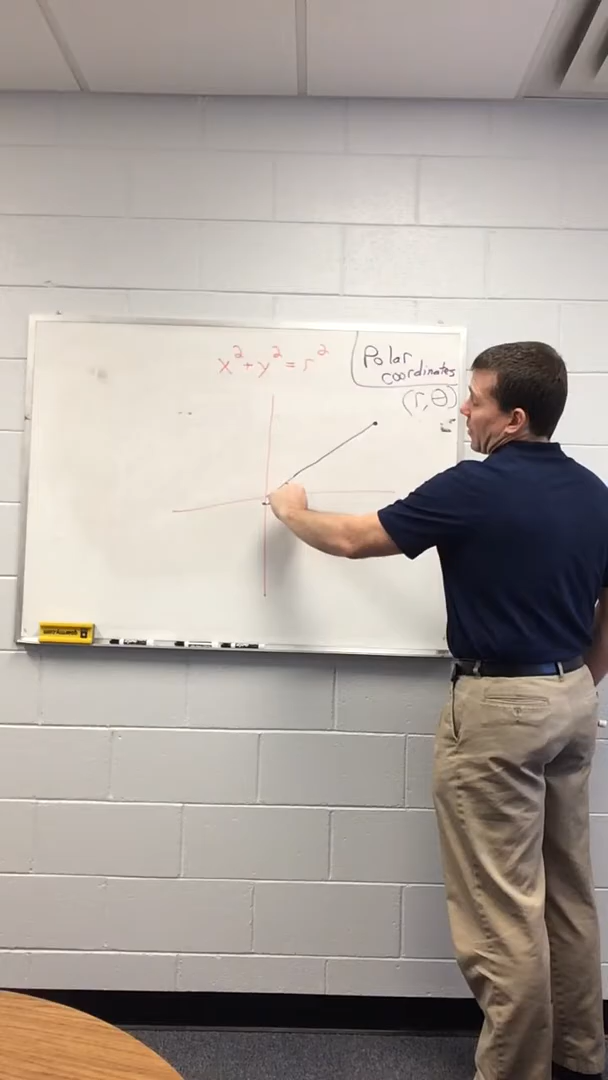 x² + y² = r²
Polar
coordinates
(r, θ)